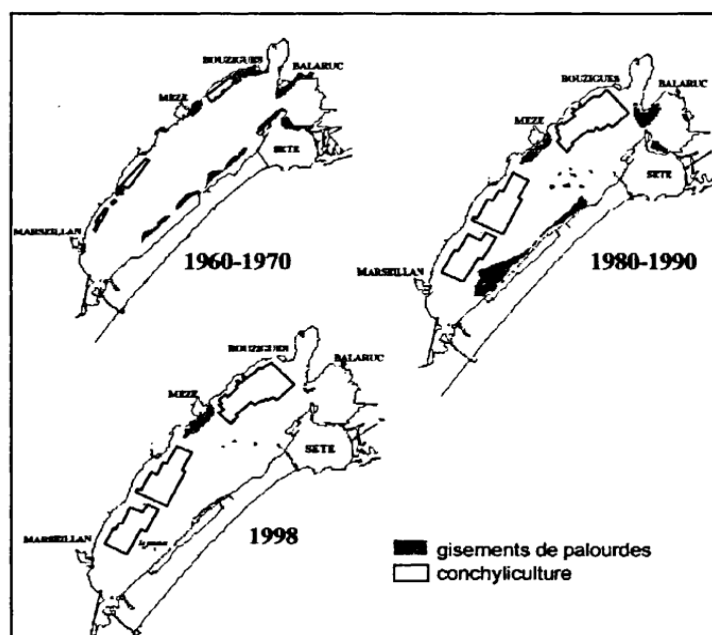 BOUZIGUES
BALARUC
MEZE
SETE
MARSEILLAN
1960-1970
BOUZIGUES
BALARUC
MEZE
SETE
MARSEILLAN
1980-1990
BOUZIGUES
BALARUC
MEZE
SETE
MARSEILLAN
1998
gisements de palourdes
conchyliculture